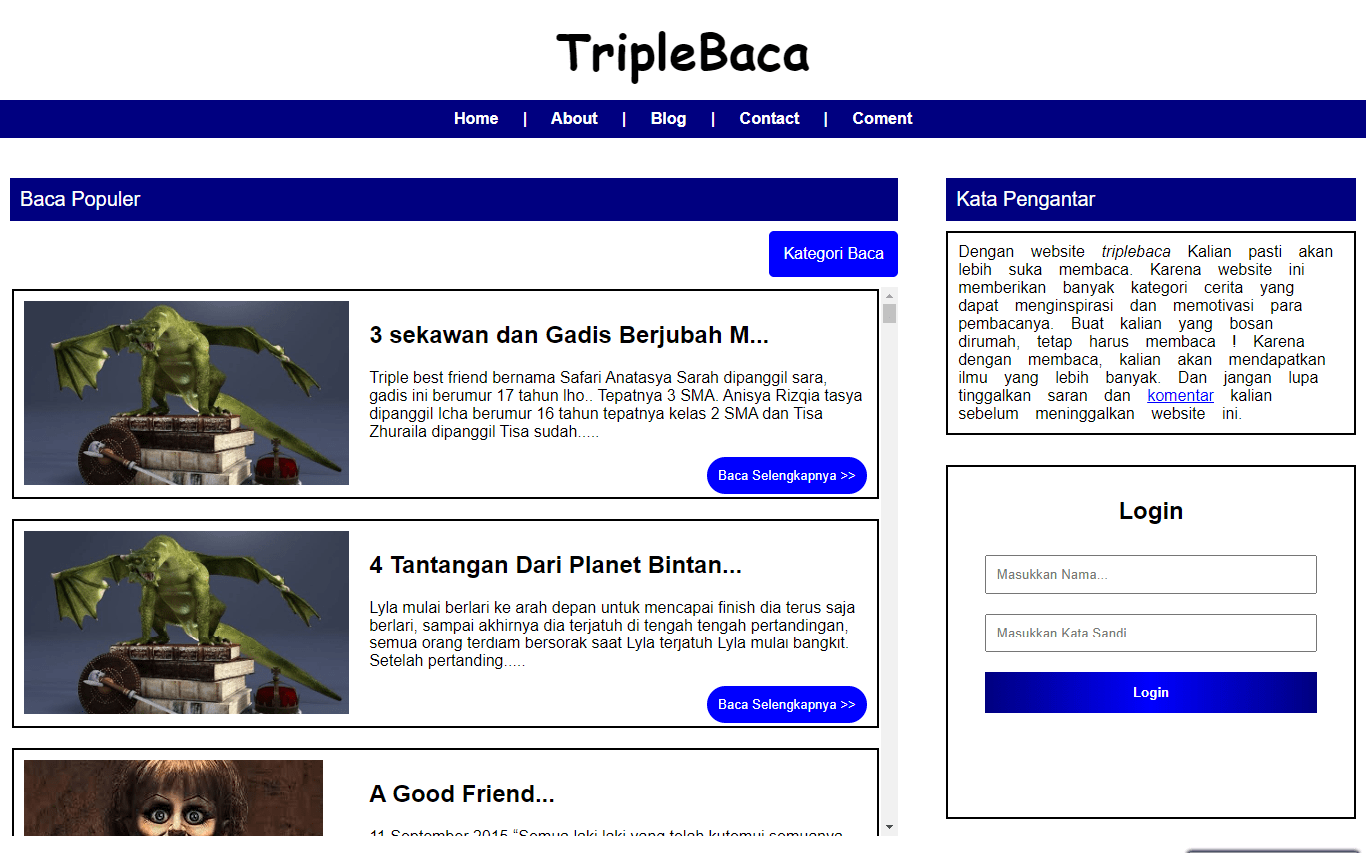 TripleBaca
Home | About | Blog | Contact | Coment
Baca Populer
Kategori Baca
3 sekawan dan Gadis Berjubah M...
Triple best friend bernama Safari Anatasya Sarah dipanggil sara,
gadis ini berumur 17 tahun lho.. Tepatnya 3 SMA. Anisya Rizqia tasya
dipanggil Icha berumur 16 tahun tepatnya kelas 2 SMA dan Tisa
Zhuraila dipanggil Tisa sudah.....
Baca Selengkapnya >>
4 Tantangan Dari Planet Bintan...
Lyla mulai berlari ke arah depan untuk mencapai finish dia terus saja
berlari, sampai akhirnya dia terjatuh di tengah tengah pertandingan,
semua orang terdiam bersorak saat Lyla terjatuh Lyla mulai bangkit.
Setelah pertanding.....
Baca Selengkapnya >>
A Good Friend...
11 September 2015 “Semua laki laki yang telah kutemui semuanya
Kata Pengantar
Dengan website triplebaca Kalian pasti akan
lebih suka membaca. Karena website ini
memberikan banyak kategori cerita yang
dapat menginspirasi dan memotivasi para
pembacanya. Buat kalian yang bosan
dirumah, tetap harus membaca ! Karena
dengan membaca, kalian akan mendapatkan
ilmu yang lebih banyak. Dan jangan lupa
tinggalkan saran dan komentar kalian
sebelum meninggalkan website ini.
Login
Masukkan Nama...
Masukkan Kata Sandi
Login